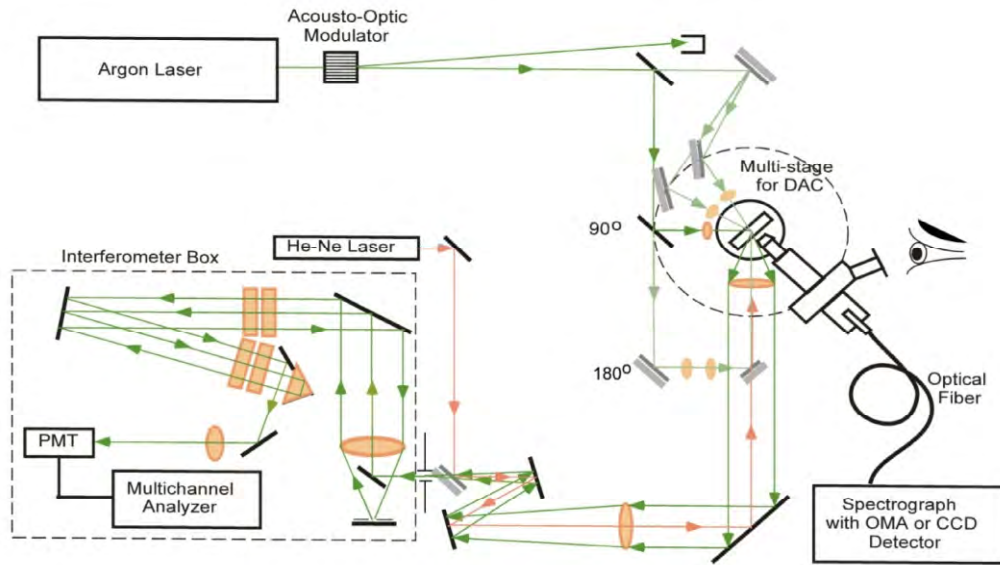 Acousto-Optic
Modulator
Argon Laser
Multi-stage
for DAC
90º
He-Ne Laser
Interferometer Box
180º
Optical
Fiber
PMT
Multichannel
Analyzer
Spectrograph
with OMA or CCD
Detector